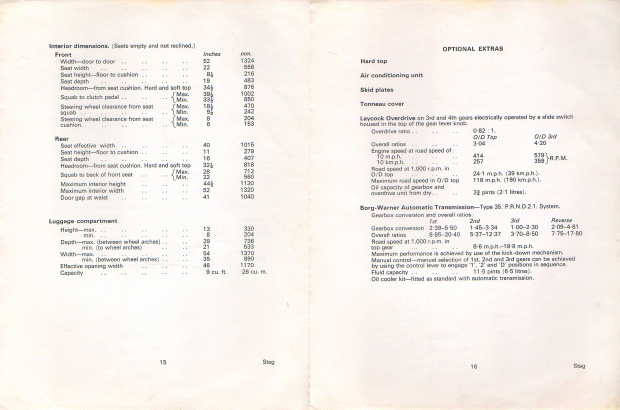 Interior dimensions. (Seats empty and not reclined.)
Front Inches mm.
Width—door to door . . . . . . 52 1324
Seat width . . . . . . . . 22 558
Seat height—floor to cushion . . . . 8½ 216
Seat depth . . . . . . . . 19 483
Headroom—from seat cushion. Hard and soft top 34½ 876
Squab to clutch pedal . . . . { Max. 39½ 1002
Min. 33½ 850
Steering wheel clearance from seat { Max. 18½ 470
squab . . . . . . Min. 9½ 242
Steering wheel clearance from seat { Max. 8 204
cushion . . . . . . Min. 6 153
Rear
Seat effective width . . . . . . 40 1015
Seat height—floor to cushion . . . . 11 279
Seat depth . . . . . . . . 16 407
Headroom—from seat cushion. Hard and soft top 32½ 818
Squab to back of front seat . . { Max. 28 712
Min. 22 560
Maximum interior height . . . . 44½ 1130
Maximum interior width . . . . 52 1320
Door gap at waist . . . . . . 41 1040
Luggage compartment
Height—max. . . . . . . . . 13 330
min. . . . . . . . . 8 204
Depth—max. (between wheel arches) . . . . 29 736
min. (to wheel arches) . . . . 21 533
Width—max. . . . . . . . . 54 1370
min. (between wheel arches) . . . . 35 890
Effective opening width . . . . 46 1170
Capacity . . . . . . . . 9 cu. ft. ·26 cu. m.
15 Stag
OPTIONAL EXTRAS
Hard top
Air conditioning unit
Skid plates
Tonneau cover
Laycock Overdrive on 3rd and 4th gears electrically operated by a slide switch
housed in the top of the gear lever knob.
Overdrive ratio . . . . . . 0·82 : 1.
O/D Top O/D 3rd
Overall ratios . . . . . . 3·04 4·20
Engine speed at road speed of:
10 m.p.h. . . . . . . 414 579 } R.P.M.
10 km.p.h. . . . . . . 257 359
Road speed at 1,000 r.p.m. in
O/D top . . . . . . 24·1 m.p.h. (39 km.p.h.).
Maximum road speed in O/D top 118 m.p.h. (190 km.p.h.).
Oil capacity of gearbox and
overdrive unit from dry . . . . 3¾ pints (2·1 litres).
Borg-Warner Automatic Transmission—Type 35. P.R.N.D.2.1. System.
Gearbox conversion and overall ratios:
1st 2nd 3rd Reverse
Gearbox conversion 2·39–5·50 1·45–3·34 1·00–2·30 2·09–4·81
Overall ratios 8·85–20·40 5·37–12·37 3·70–8·50 7·75–17·80
Road speed at 1,000 r.p.m. in
top gear 8·6 m.p.h.–19·8 m.p.h.
Maximum performance is achieved by use of the kick-down mechanism.
Manual control—manual selection of 1st, 2nd and 3rd gears can be achieved
by using the control lever to engage '1', '2' and 'D' positions in sequence.
Fluid capacity . . . . . . 11·5 pints (6·5 litres).
Oil cooler kit—fitted as standard with automatic transmission.
16 Stag